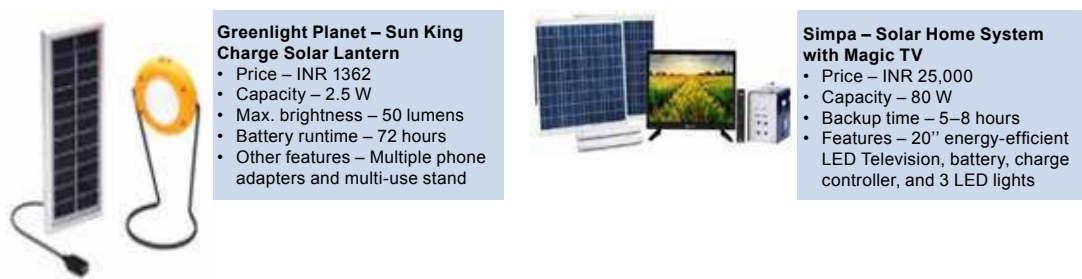 Greenlight Planet – Sun King
Charge Solar Lantern
• Price – INR 1362
• Capacity – 2.5 W
• Max. brightness – 50 lumens
• Battery runtime – 72 hours
• Other features – Multiple phone
adapters and multi-use stand
Simpa – Solar Home System
with Magic TV
• Price – INR 25,000
• Capacity – 80 W
• Backup time – 5–8 hours
• Features – 20’’ energy-efficient
LED Television, battery, charge
controller, and 3 LED lights